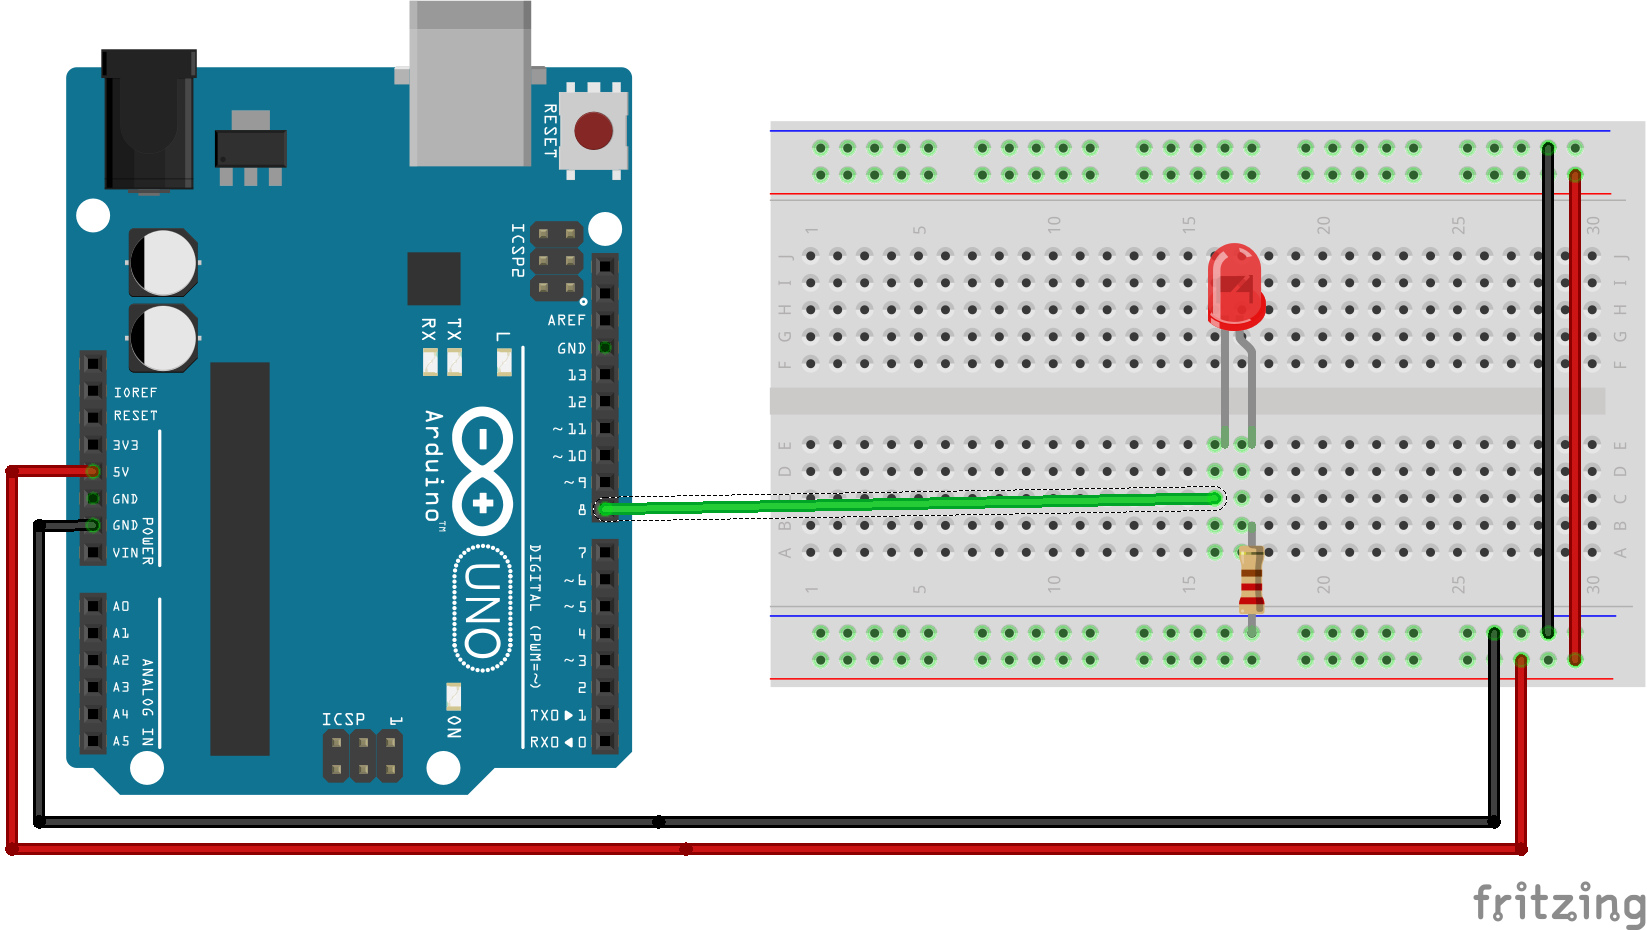 RESET
ICSP2
AREF
GND
13
12
~11
~10
~9
8
7
~6
~5
4
~3
2
TX0▶1
RX0◀0
DIGITAL (PWM=~)
RX
TX
L
Arduino™
UNO
ON
ICSP
1
IOREF
RESET
3V3
5V
GND
GND
VIN
POWER
A0
A1
A2
A3
A4
A5
ANALOG IN
1 5 10 15 20 25 30
J J
I I
H H
G G
F F
E E
D D
C C
B B
A A
1 5 10 15 20 25 30
fritzing